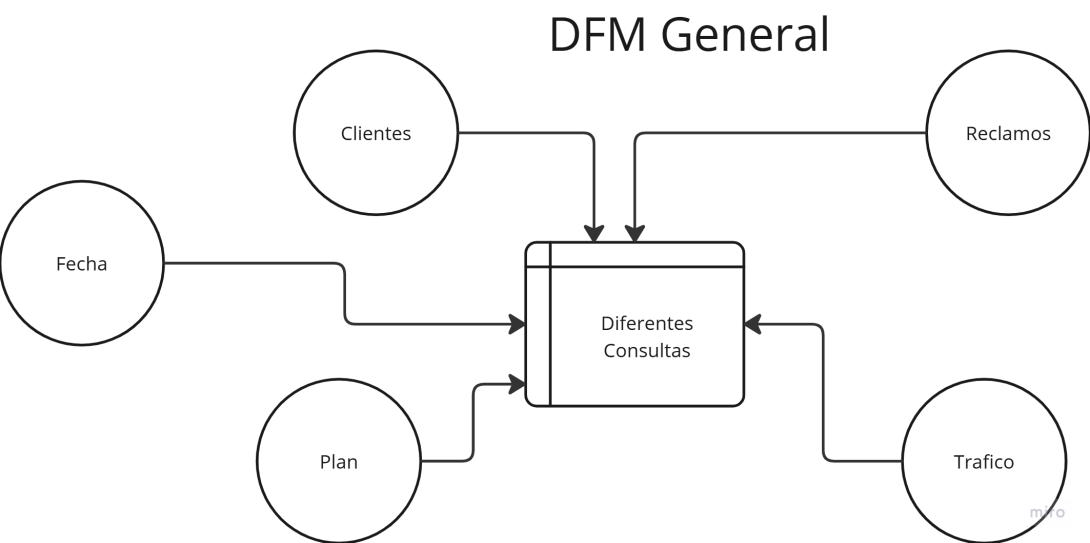 DFM General
Clientes
Reclamos
Fecha
Diferentes
Consultas
Plan
Trafico
miro